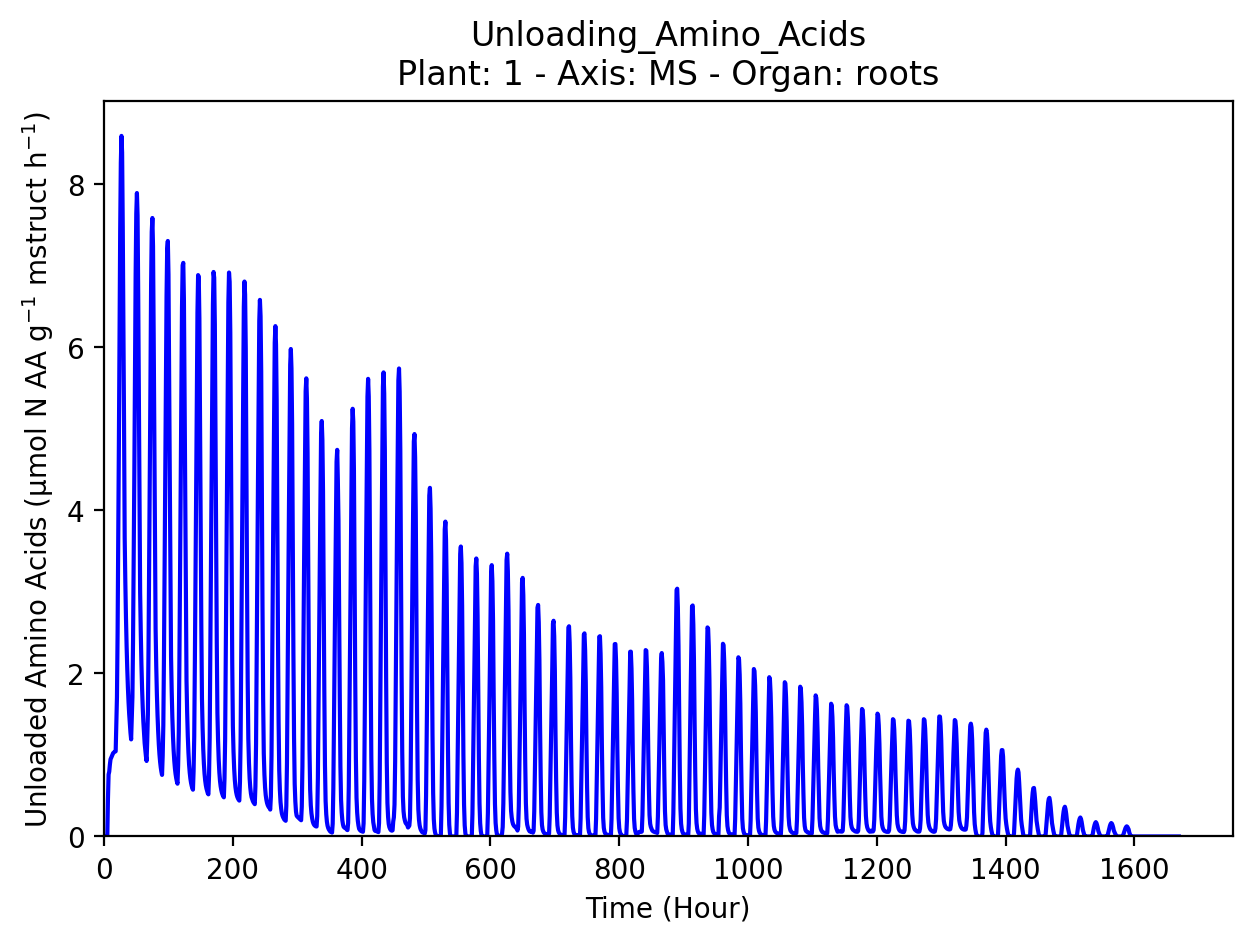 Unloading_Amino_Acids
Plant: 1 - Axis: MS - Organ: roots
Unloaded Amino Acids (µmol N AA g⁻¹ mstruct h⁻¹)
8
6
4
2
0
0 200 400 600 800 1000 1200 1400 1600
Time (Hour)